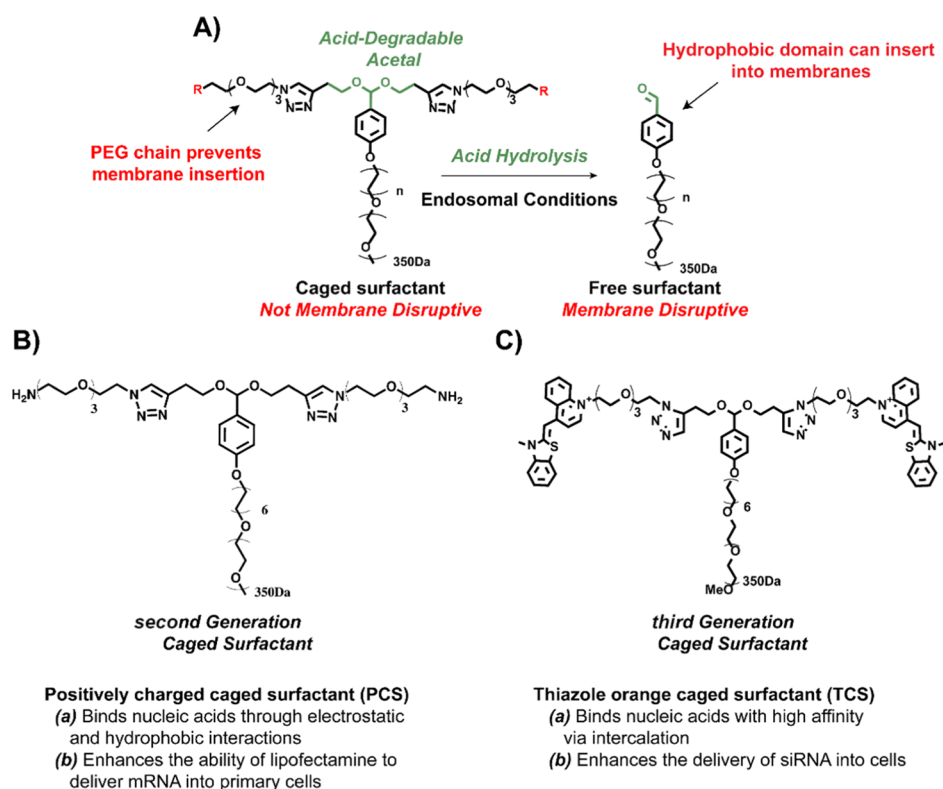 A)
Acid-Degradable
Acetal
Hydrophobic domain can insert
into membranes
R
O
3
N
N=N
O
O
N
N=N
O
3
R
O
PEG chain prevents
membrane insertion
Acid Hydrolysis
Endosomal Conditions
O
n
O
O
350Da
O
n
O
O
350Da
Caged surfactant
Not Membrane Disruptive
Free surfactant
Membrane Disruptive
B)
C)
NH2
O
3
N
N=N
O
O
N
N=N
O
3
NH2
O
6
O
O
350Da
N+
O
3
N
N
N
O
O
N
N
N
O
3
N+
N
S
S
N
O
6
O
O
MeO
350Da
second Generation
Caged Surfactant
third Generation
Caged Surfactant
Positively charged caged surfactant (PCS)
(a) Binds nucleic acids through electrostatic
and hydrophobic interactions
(b) Enhances the ability of lipofectamine to
deliver mRNA into primary cells
Thiazole orange caged surfactant (TCS)
(a) Binds nucleic acids with high affinity
via intercalation
(b) Enhances the delivery of siRNA into cells